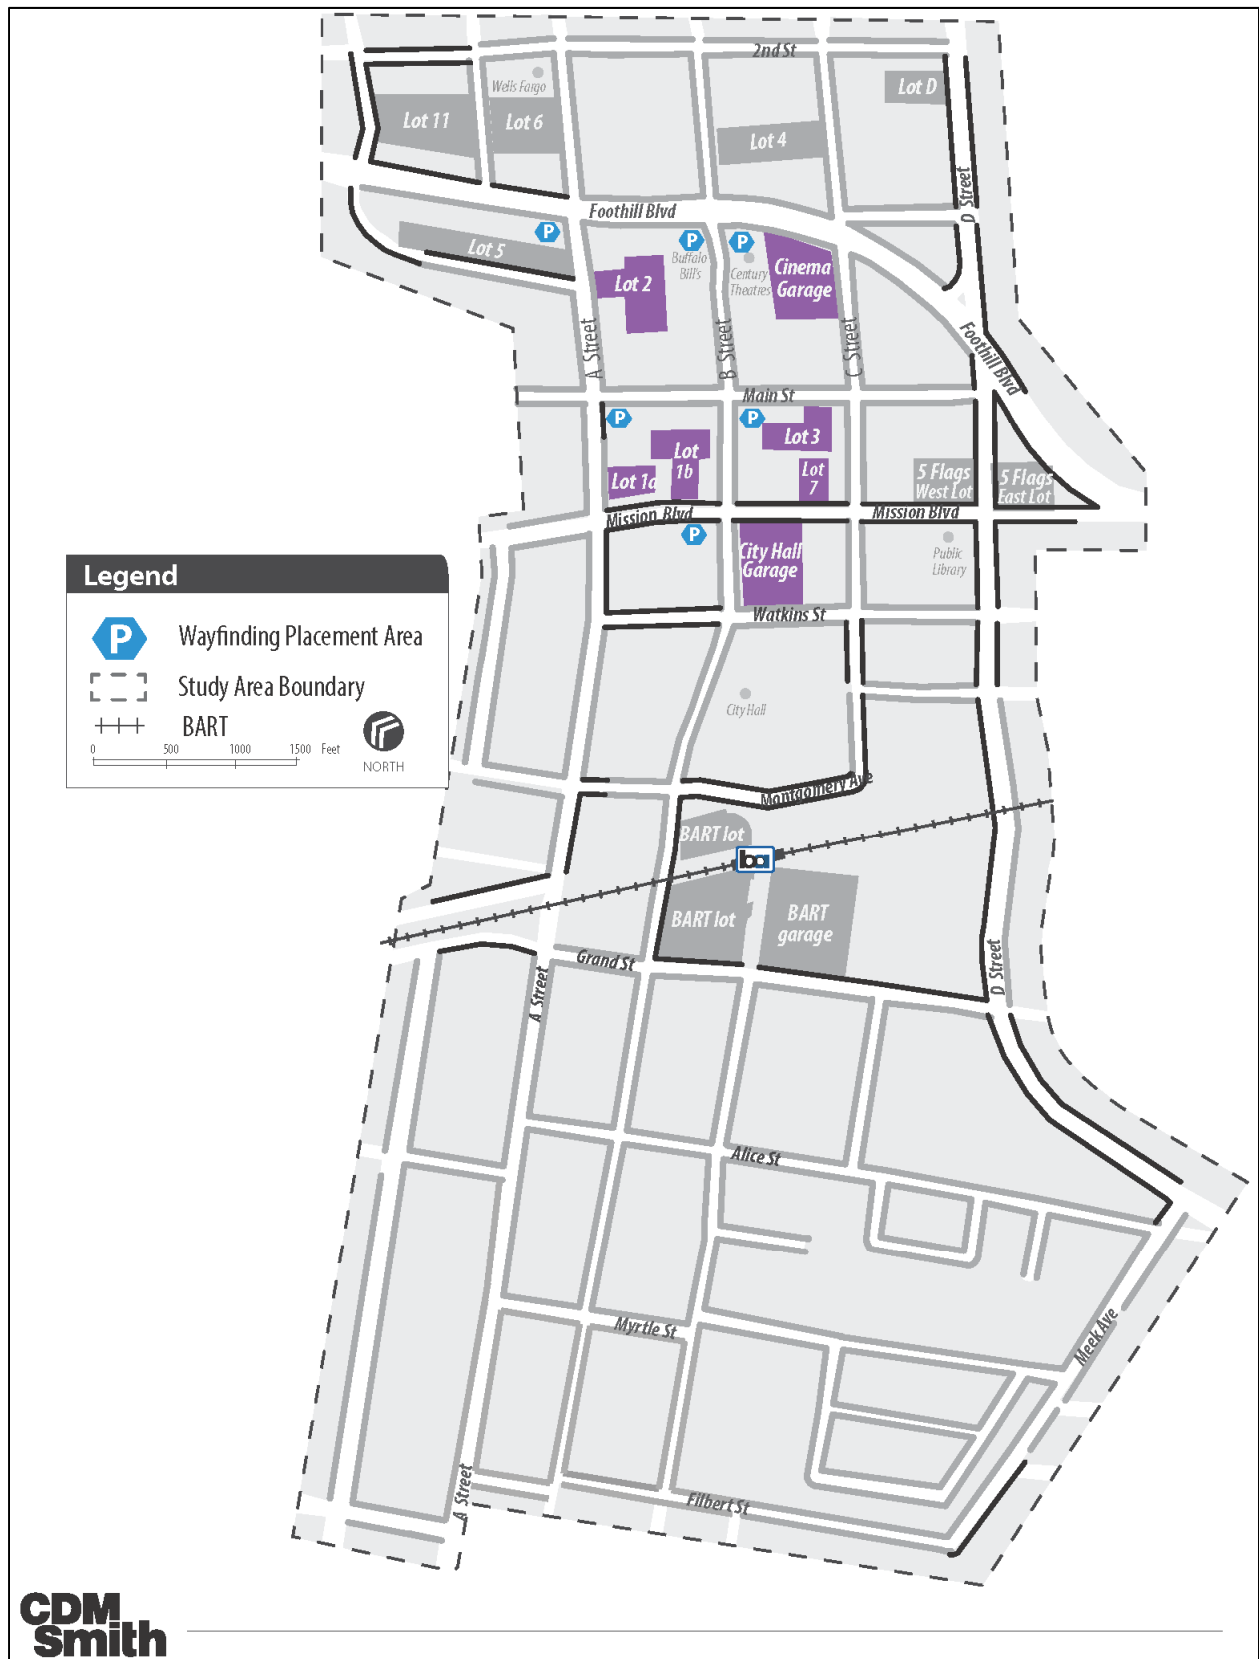 2nd St
Wells Fargo
Lot D
Lot 11
Lot 6
Lot 4
D Street
Foothill Blvd
P
P
P
Lot 5
Buffalo
Bill's
Century
Theatres
Cinema
Garage
Lot 2
A Street
B Street
C Street
Foothill Blvd
Main St
P
P
Lot 3
Lot
1b
Lot 1a
Lot
7
5 Flags
West Lot
5 Flags
East Lot
Mission Blvd
Mission Blvd
P
City Hall
Garage
Public
Library
Watkins St
Legend
P Wayfinding Placement Area
Study Area Boundary
BART
0 500 1000 1500 Feet
NORTH
City Hall
Montgomery Ave
BART lot
ba
BART lot
BART
garage
Grand St
A Street
D Street
Alice St
Myrtle St
Meek Ave
A Street
Filbert St
CDM
Smith